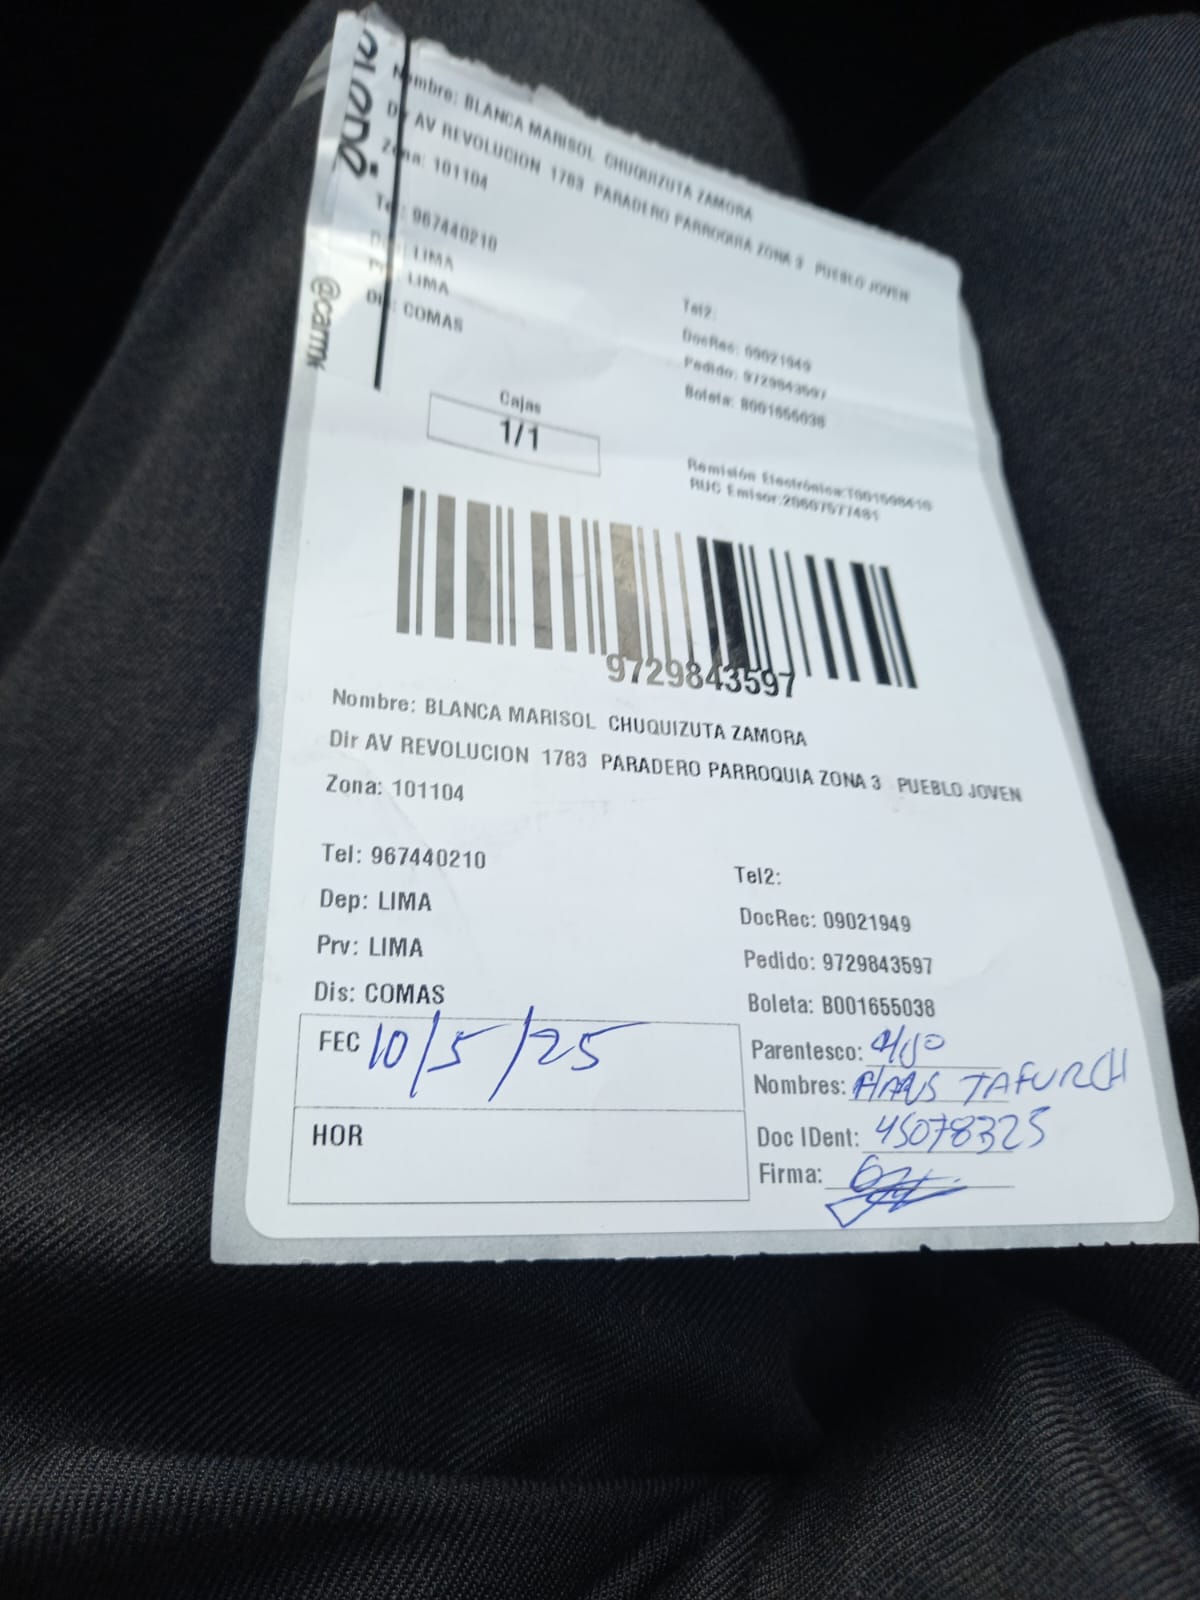 Nombre: BLANCA MARISOL CHUQUIZUTA ZAMORA
Dir AV REVOLUCION 1783 PARADERO PARROQUIA ZONA 3 PUEBLO JOVEN
Zona: 101104
Tel: 967440210
LIMA
LIMA
Dis: COMAS
Tel2:
DocRec: 09021949
Pedido: 9729843597
Boleta: B001655038
Cajas
1/1
Remisión Electrónica:
RUC Emisor:20607577481
@carmk
9729843597
Nombre: BLANCA MARISOL CHUQUIZUTA ZAMORA
Dir AV REVOLUCION 1783 PARADERO PARROQUIA ZONA 3 PUEBLO JOVEN
Zona: 101104
Tel: 967440210
Dep: LIMA
Prv: LIMA
Dis: COMAS
Tel2:
DocRec: 09021949
Pedido: 9729843597
Boleta: B001655038
FEC 10/5/25
HOR
Parentesco:
Nombres: HANS TAFURCH
Doc IDent: 45078325
Firma: